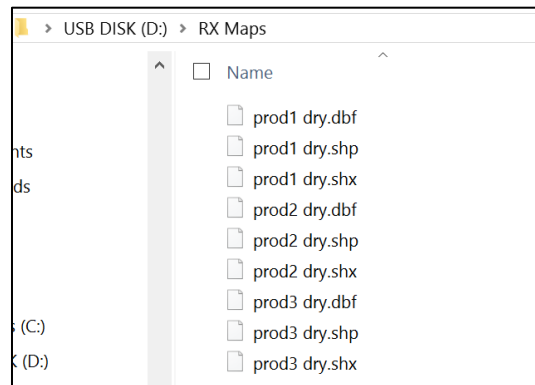 > USB DISK (D:) > RX Maps
Name
prod1 dry.dbf
prod1 dry.shp
nts
prod1 dry.shx
ds
prod2 dry.dbf
prod2 dry.shp
prod2 dry.shx
prod3 dry.dbf
(C:)
prod3 dry.shp
(D:)
prod3 dry.shx